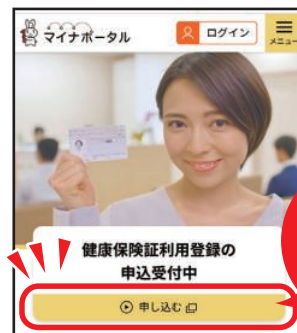 マイナポータル
ログイン
メニュー
健康保険証利用登録の
申込受付中
申し込む